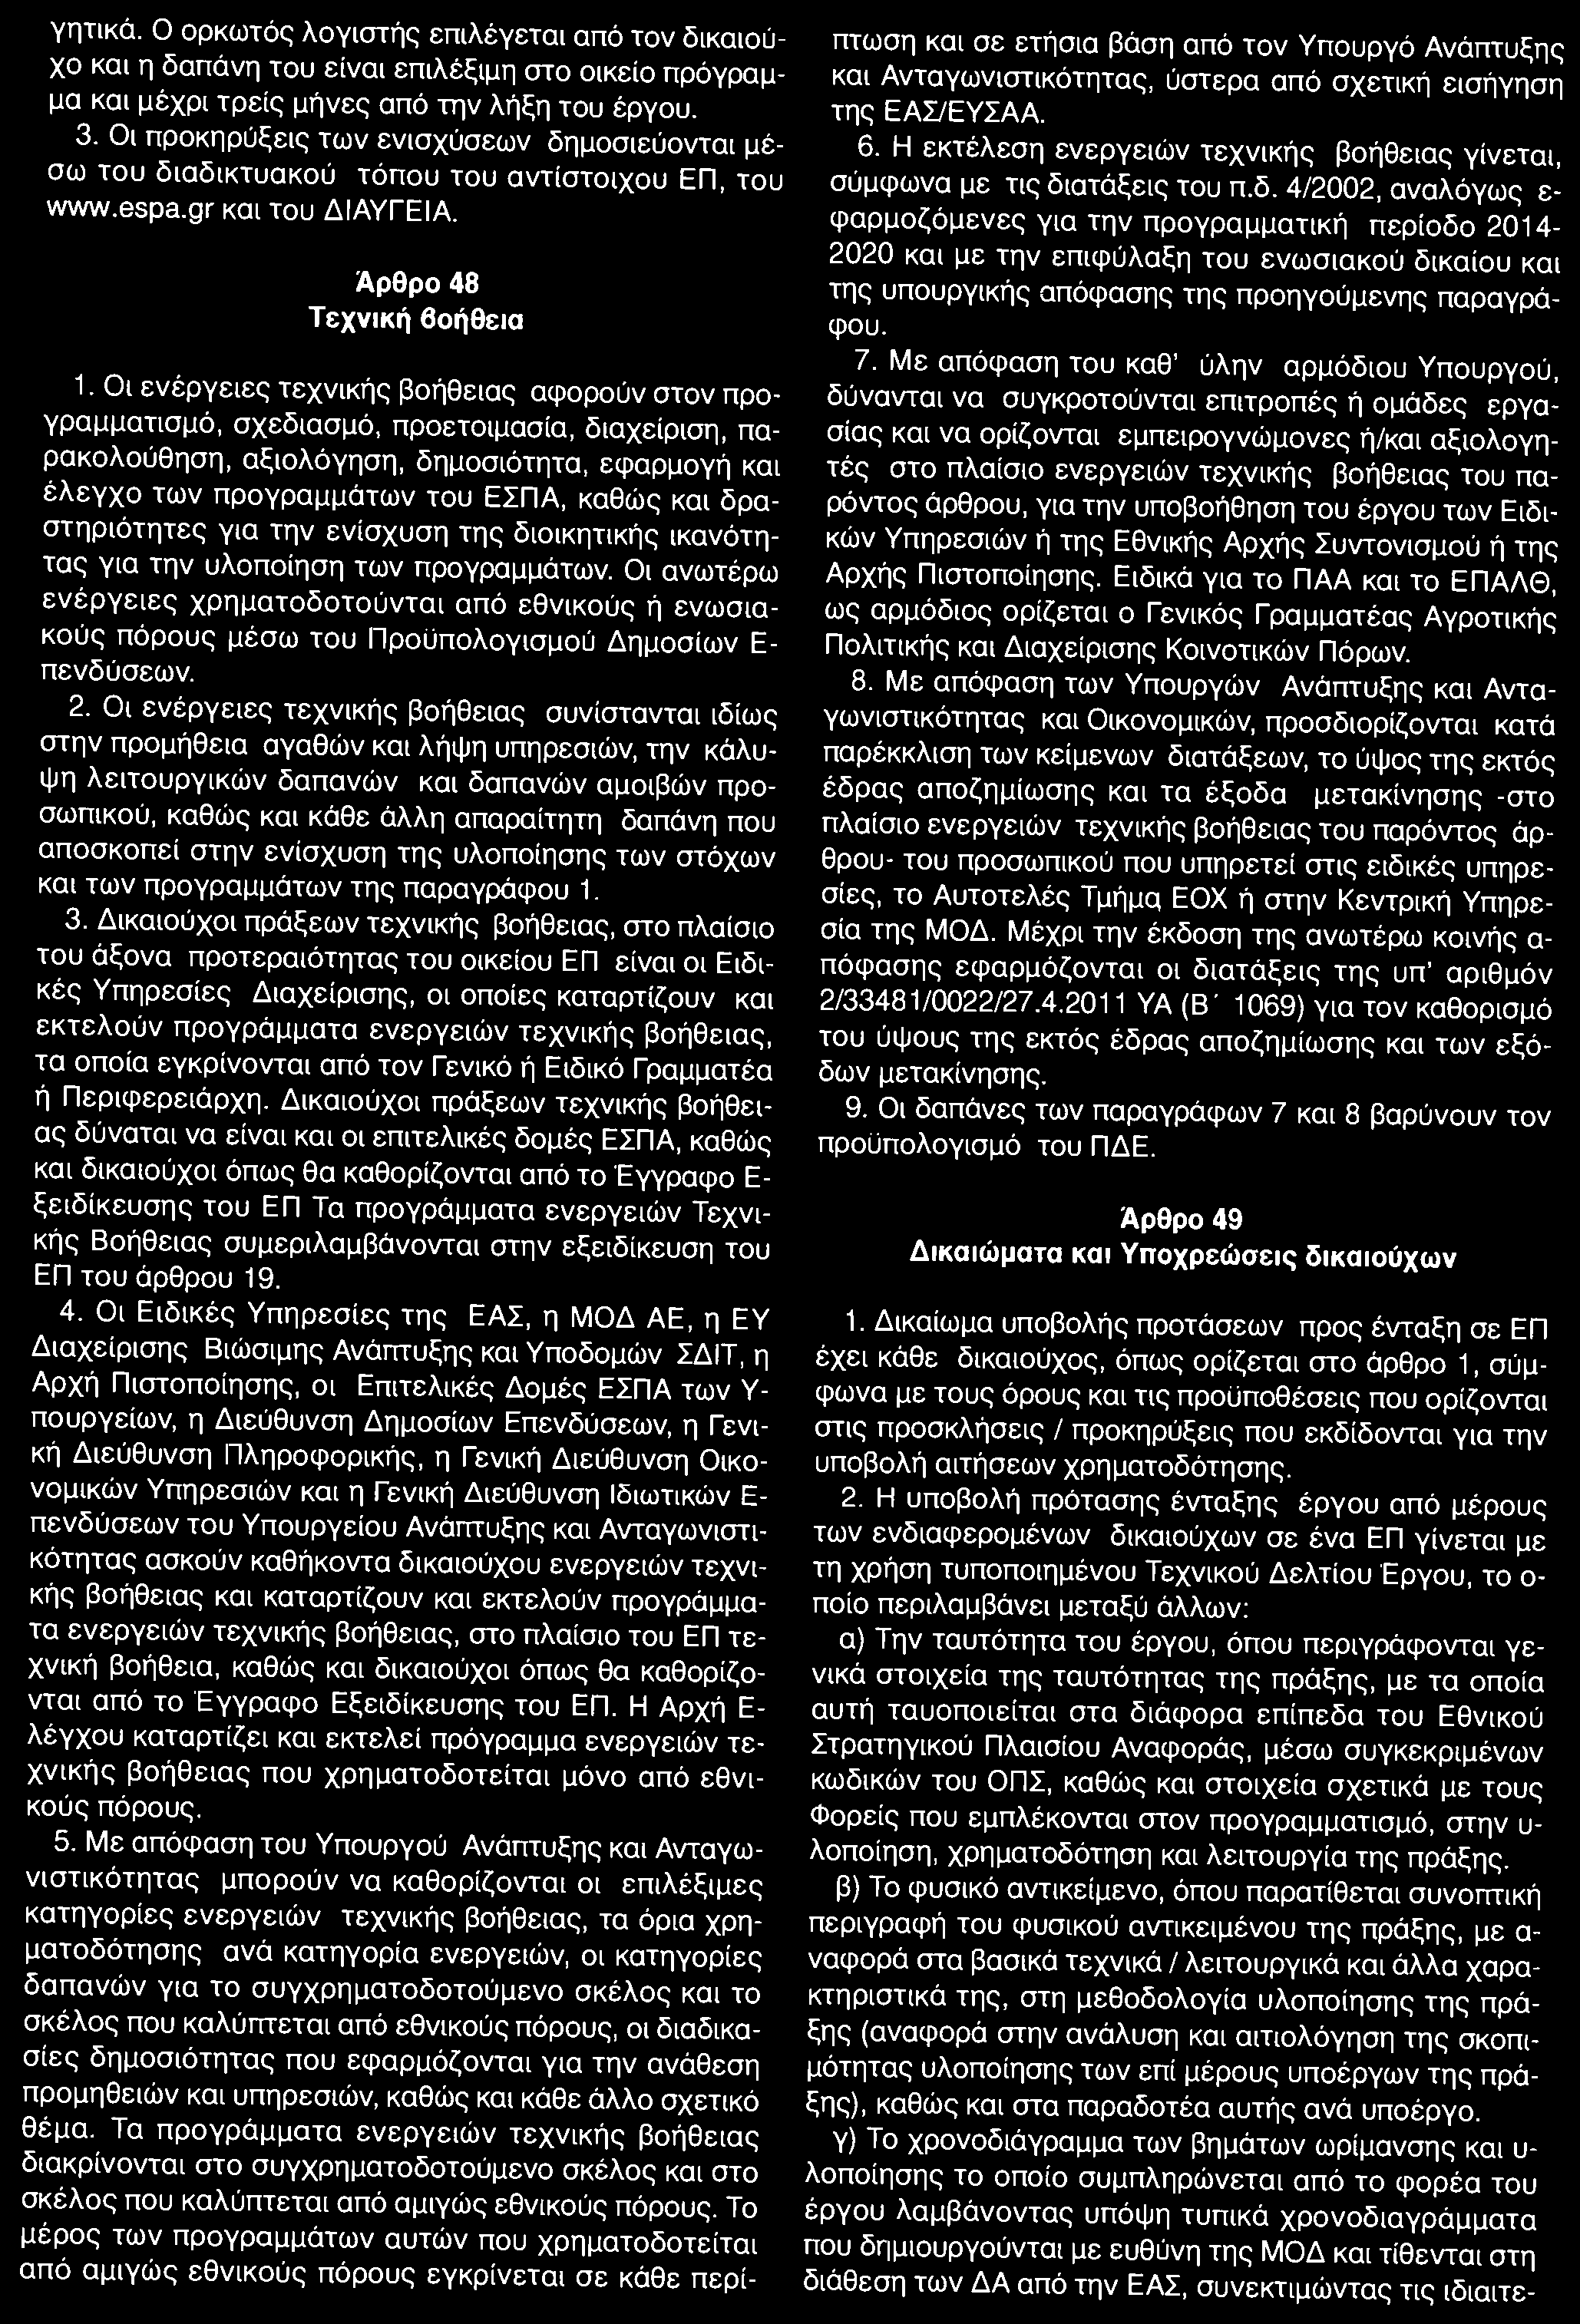 γητικά. Ο ορκωτός λογιστής επιλέγεται από τον δικαιού-
χο και η δαπάνη του είναι επιλέξιμη στο οικείο πρόγραμ-
μα και μέχρι τρείς μήνες από την λήξη του έργου.
3. Οι προκηρύξεις των ενισχύσεων δημοσιεύονται μέ-
σω του διαδικτυακού τόπου του αντίστοιχου ΕΠ, του
www.espa.gr και του ΔΙΑΥΓΕΙΑ.
Άρθρο 48
Τεχνική βοήθεια
1. Οι ενέργειες τεχνικής βοήθειας αφορούν στον προ-
γραμματισμό, σχεδιασμό, προετοιμασία, διαχείριση, πα-
ρακολούθηση, αξιολόγηση, δημοσιότητα, εφαρμογή και
έλεγχο των προγραμμάτων του ΕΣΠΑ, καθώς και δρα-
στηριότητες για την ενίσχυση της διοικητικής ικανότη-
τας για την υλοποίηση των προγραμμάτων. Οι ανωτέρω
ενέργειες χρηματοδοτούνται από εθνικούς ή ενωσια-
κούς πόρους μέσω του Προϋπολογισμού Δημοσίων Ε-
πενδύσεων.
2. Οι ενέργειες τεχνικής βοήθειας συνίστανται ιδίως
στην προμήθεια αγαθών και λήψη υπηρεσιών, την κάλυ-
ψη λειτουργικών δαπανών και δαπανών αμοιβών προ-
σωπικού, καθώς και κάθε άλλη απαραίτητη δαπάνη που
αποσκοπεί στην ενίσχυση της υλοποίησης των στόχων
και των προγραμμάτων της παραγράφου 1.
3. Δικαιούχοι πράξεων τεχνικής βοήθειας, στο πλαίσιο
του άξονα προτεραιότητας του οικείου ΕΠ είναι οι Ειδι-
κές Υπηρεσίες Διαχείρισης, οι οποίες καταρτίζουν και
εκτελούν προγράμματα ενεργειών τεχνικής βοήθειας,
τα οποία εγκρίνονται από τον Γενικό ή Ειδικό Γραμματέα
ή Περιφερειάρχη. Δικαιούχοι πράξεων τεχνικής βοήθει-
ας δύναται να είναι και οι επιτελικές δομές ΕΣΠΑ, καθώς
και δικαιούχοι όπως θα καθορίζονται από το Έγγραφο Ε-
ξειδίκευσης του ΕΠ Τα προγράμματα ενεργειών Τεχνι-
κής Βοήθειας συμεριλαμβάνονται στην εξειδίκευση του
ΕΠ του άρθρου 19.
4. Οι Ειδικές Υπηρεσίες της ΕΑΣ, η ΜΟΔ ΑΕ, η ΕΥ
Διαχείρισης Βιώσιμης Ανάπτυξης και Υποδομών ΣΔΙΤ, η
Αρχή Πιστοποίησης, οι Επιτελικές Δομές ΕΣΠΑ των Υ-
πουργείων, η Διεύθυνση Δημοσίων Επενδύσεων, η Γενι-
κή Διεύθυνση Πληροφορικής, η Γενική Διεύθυνση Οικο-
νομικών Υπηρεσιών και η Γενική Διεύθυνση Ιδιωτικών Ε-
πενδύσεων του Υπουργείου Ανάπτυξης και Ανταγωνιστι-
κότητας ασκούν καθήκοντα δικαιούχου ενεργειών τεχνι-
κής βοήθειας και καταρτίζουν και εκτελούν προγράμμα-
τα ενεργειών τεχνικής βοήθειας, στο πλαίσιο του ΕΠ τε-
χνική βοήθεια, καθώς και δικαιούχοι όπως θα καθορίζο-
νται από το Έγγραφο Εξειδίκευσης του ΕΠ. Η Αρχή Ε-
λέγχου καταρτίζει και εκτελεί πρόγραμμα ενεργειών τε-
χνικής βοήθειας που χρηματοδοτείται μόνο από εθνι-
κούς πόρους.
5. Με απόφαση του Υπουργού Ανάπτυξης και Ανταγω-
νιστικότητας μπορούν να καθορίζονται οι επιλέξιμες
κατηγορίες ενεργειών τεχνικής βοήθειας, τα όρια χρη-
ματοδότησης ανά κατηγορία ενεργειών, οι κατηγορίες
δαπανών για το συγχρηματοδοτούμενο σκέλος και το
σκέλος που καλύπτεται από εθνικούς πόρους, οι διαδικα-
σίες δημοσιότητας που εφαρμόζονται για την ανάθεση
προμηθειών και υπηρεσιών, καθώς και κάθε άλλο σχετικό
θέμα. Τα προγράμματα ενεργειών τεχνικής βοήθειας
διακρίνονται στο συγχρηματοδοτούμενο σκέλος και στο
σκέλος που καλύπτεται από αμιγώς εθνικούς πόρους. Το
μέρος των προγραμμάτων αυτών που χρηματοδοτείται
από αμιγώς εθνικούς πόρους εγκρίνεται σε κάθε περί-
πτωση και σε ετήσια βάση από τον Υπουργό Ανάπτυξης
και Ανταγωνιστικότητας, ύστερα από σχετική εισήγηση
της ΕΑΣ/ΕΥΣΑΑ.
6. Η εκτέλεση ενεργειών τεχνικής βοήθειας γίνεται,
σύμφωνα με τις διατάξεις του π.δ. 4/2002, αναλόγως ε-
φαρμοζόμενες για την προγραμματική περίοδο 2014-
2020 και με την επιφύλαξη του ενωσιακού δικαίου και
της υπουργικής απόφασης της προηγούμενης παραγρά-
φου.
7. Με απόφαση του καθ’ ύλην αρμόδιου Υπουργού,
δύνανται να συγκροτούνται επιτροπές ή ομάδες εργα-
σίας και να ορίζονται εμπειρογνώμονες ή/και αξιολογη-
τές στο πλαίσιο ενεργειών τεχνικής βοήθειας του πα-
ρόντος άρθρου, για την υποβοήθηση του έργου των Ειδι-
κών Υπηρεσιών ή της Εθνικής Αρχής Συντονισμού ή της
Αρχής Πιστοποίησης. Ειδικά για το ΠΑΑ και το ΕΠΑΛΘ,
ως αρμόδιος ορίζεται ο Γενικός Γραμματέας Αγροτικής
Πολιτικής και Διαχείρισης Κοινοτικών Πόρων.
8. Με απόφαση των Υπουργών Ανάπτυξης και Αντα-
γωνιστικότητας και Οικονομικών, προσδιορίζονται κατά
παρέκκλιση των κείμενων διατάξεων, το ύψος της εκτός
έδρας αποζημίωσης και τα έξοδα μετακίνησης -στο
πλαίσιο ενεργειών τεχνικής βοήθειας του παρόντος άρ-
θρου- του προσωπικού που υπηρετεί στις ειδικές υπηρε-
σίες, το Αυτοτελές Τμήμα ΕΟΧ ή στην Κεντρική Υπηρε-
σία της ΜΟΔ. Μέχρι την έκδοση της ανωτέρω κοινής α-
πόφασης εφαρμόζονται οι διατάξεις της υπ’ αριθμόν
2/33481/0022/27.4.2011 ΥΑ (Β΄ 1069) για τον καθορισμό
του ύψους της εκτός έδρας αποζημίωσης και των εξό-
δων μετακίνησης.
9. Οι δαπάνες των παραγράφων 7 και 8 βαρύνουν τον
προϋπολογισμό του ΠΔΕ.
Άρθρο 49
Δικαιώματα και Υποχρεώσεις δικαιούχων
1. Δικαίωμα υποβολής προτάσεων προς ένταξη σε ΕΠ
έχει κάθε δικαιούχος, όπως ορίζεται στο άρθρο 1, σύμ-
φωνα με τους όρους και τις προϋποθέσεις που ορίζονται
στις προσκλήσεις / προκηρύξεις που εκδίδονται για την
υποβολή αιτήσεων χρηματοδότησης.
2. Η υποβολή πρότασης ένταξης έργου από μέρους
των ενδιαφερομένων δικαιούχων σε ένα ΕΠ γίνεται με
τη χρήση τυποποιημένου Τεχνικού Δελτίου Έργου, το ο-
ποίο περιλαμβάνει μεταξύ άλλων:
α) Την ταυτότητα του έργου, όπου περιγράφονται γε-
νικά στοιχεία της ταυτότητας της πράξης, με τα οποία
αυτή ταυοποιείται στα διάφορα επίπεδα του Εθνικού
Στρατηγικού Πλαισίου Αναφοράς, μέσω συγκεκριμένων
κωδικών του ΟΠΣ, καθώς και στοιχεία σχετικά με τους
Φορείς που εμπλέκονται στον προγραμματισμό, στην υ-
λοποίηση, χρηματοδότηση και λειτουργία της πράξης.
β) Το φυσικό αντικείμενο, όπου παρατίθεται συνοπτική
περιγραφή του φυσικού αντικειμένου της πράξης, με α-
ναφορά στα βασικά τεχνικά / λειτουργικά και άλλα χαρα-
κτηριστικά της, στη μεθοδολογία υλοποίησης της πρά-
ξης (αναφορά στην ανάλυση και αιτιολόγηση της σκοπι-
μότητας υλοποίησης των επί μέρους υποέργων της πρά-
ξης), καθώς και στα παραδοτέα αυτής ανά υποέργο.
γ) Το χρονοδιάγραμμα των βημάτων ωρίμανσης και υ-
λοποίησης το οποίο συμπληρώνεται από το φορέα του
έργου λαμβάνοντας υπόψη τυπικά χρονοδιαγράμματα
που δημιουργούνται με ευθύνη της ΜΟΔ και τίθενται στη
διάθεση των ΔΑ από την ΕΑΣ, συνεκτιμώντας τις ιδιαιτε-